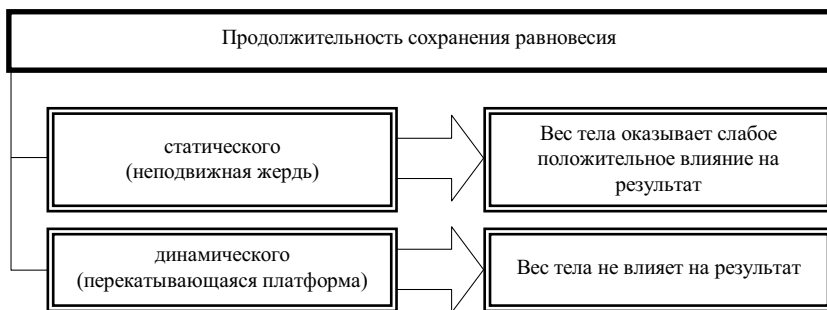 Продолжительность сохранения равновесия
статического
(неподвижная жердь)
Вес тела оказывает слабое
положительное влияние на
результат
динамического
(перекатывающаяся платформа)
Вес тела не влияет на результат